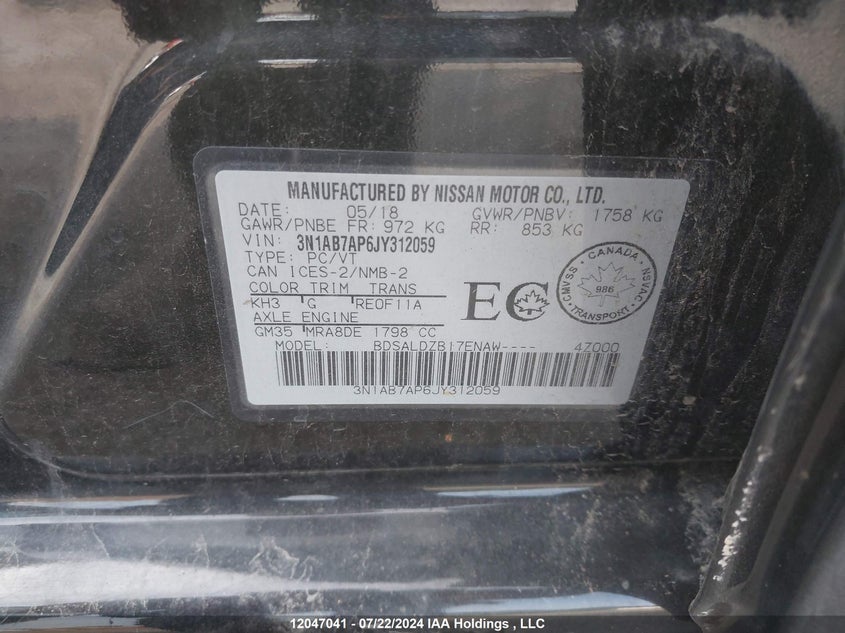 MANUFACTURED BY NISSAN MOTOR CO., LTD.
DATE: 05/18 GVWR/PNBV: 1758 KG
GAWR/PNBE FR: 972 KG RR: 853 KG
VIN: 3N1AB7AP6JY312059
TYPE: PC/VT
CAN ICES-2/NMB-2
COLOR TRIM TRANS
KH3 G RE0F11A
AXLE ENGINE
GM35 MRA8DE 1798 CC
MODEL: BDSALDZB17ENAW---- 4Z000
3N1AB7AP6JY312059
EC
CANADA
CMVSS NSVAC
986
TRANSPORT
12047041 - 07/22/2024 IAA Holdings , LLC